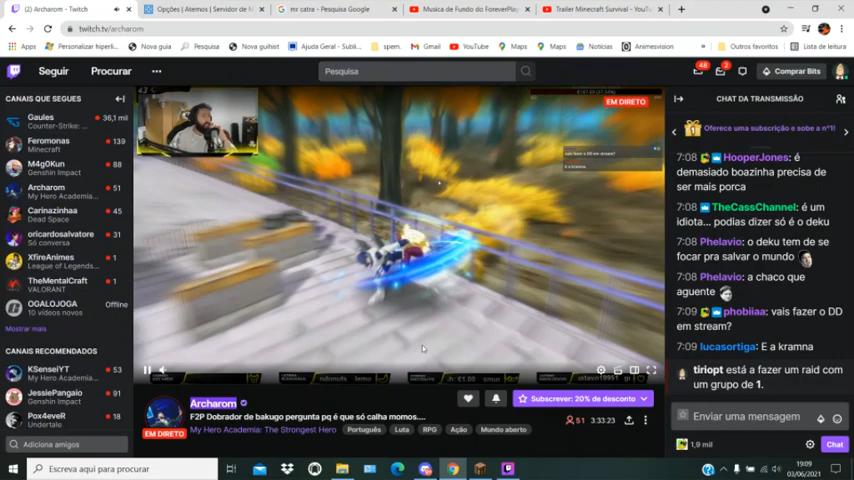 (2) Archarom - Twitch
Opções | Aternos | Servidor de M
mr catra - Pesquisa Google
Musica de Fundo do ForeverPlay
Trailer Minecraft Survival - YouTu
twitch.tv/archarom
Apps
Personalizar hiperli...
Nova guia
Pesquisa
Nova guihist
Ajuda Geral - Subli...
spem.
Gmail
YouTube
Maps
Maps
Notícias
Animesvision
Outros favoritos
Lista de leitura
Seguir
Procurar
Pesquisa
48
2
Comprar Bits
CANAIS QUE SEGUES
Gaules
36,1 mil
Counter-Strike: ...
Feromonas
139
Minecraft
M4g0Kun
88
Genshin Impact
Archarom
51
My Hero Academia...
Carinazinhaa
45
Dead Space
oricardosalvatore
31
Só conversa
XfireAnimes
1
League of Legends...
TheMentalCraft
1
VALORANT
OGALOJOGA
Offline
10 vídeos novos
Mostrar mais
CANAIS RECOMENDADOS
KSenseiYT
53
My Hero Academia...
JessiePangaio
31
Genshin Impact
Pox4eveR
18
Undertale
Adiciona amigos
EM DIRETO
EM DIRETO
Archarom
F2P Dobrador de bakugo pergunta pq é que só calha momos....
My Hero Academia: The Strongest Hero
Português
Luta
RPG
Ação
Mundo aberto
Subscrever: 20% de desconto
51
3:33:23
CHAT DA TRANSMISSÃO
Oferece uma subscrição e sobe a nº1!
7:08 HooperJones: é
demasiado boazinha precisa de
ser mais porca
7:08 TheCassChannel: é um
idiota... podias dizer só é o deku
7:08 Phelavio: o deku tem de se
focar pra salvar o mundo
7:08 Phelavio: a chaco que
aguente
7:09 phobiiaa: vais fazer o DD
em stream?
7:09 lucasortiga: E a kramna
tiriopt está a fazer um raid com
um grupo de 1.
Enviar uma mensagem
1,9 mil
Chat
Escreva aqui para procurar
19:09
03/06/2021